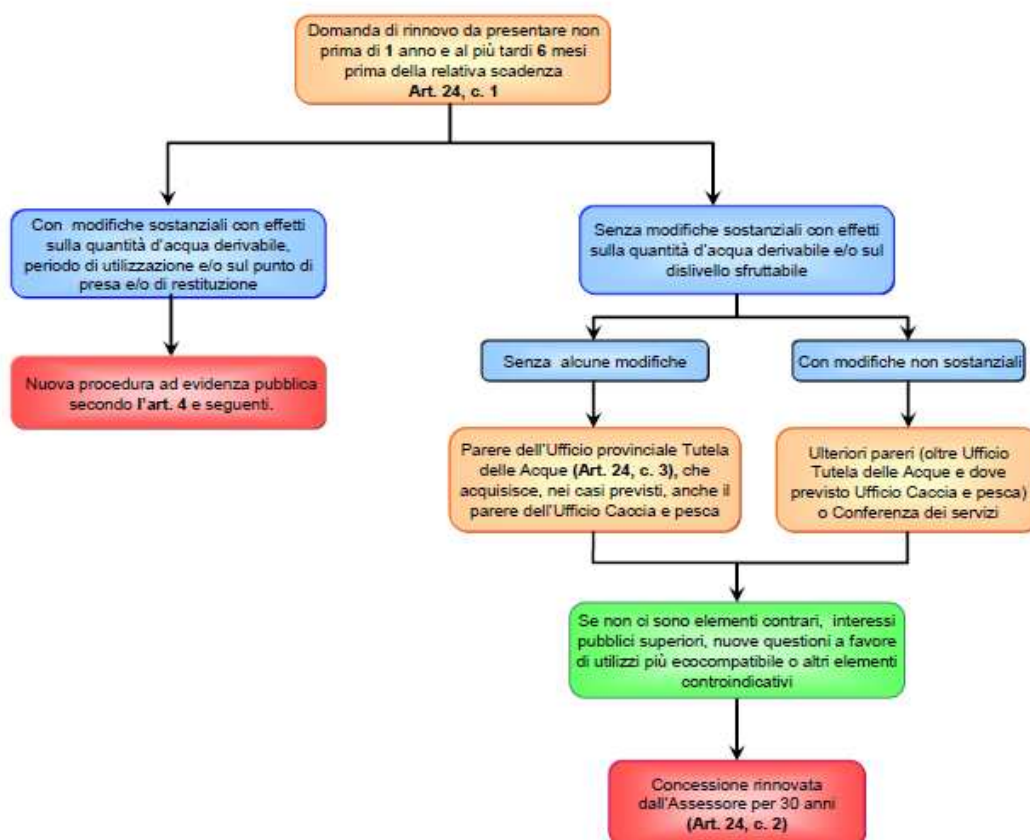 Domanda di rinnovo da presentare non
prima di 1 anno e al più tardi 6 mesi
prima della relativa scadenza
Art. 24, c. 1
Con modifiche sostanziali con effetti
sulla quantità d'acqua derivabile,
periodo di utilizzazione e/o sul punto di
presa e/o di restituzione
Senza modifiche sostanziali con effetti
sulla quantità d'acqua derivabile e/o sul
dislivello sfruttabile
Nuova procedura ad evidenza pubblica
secondo l'art. 4 e seguenti.
Senza alcune modifiche
Con modifiche non sostanziali
Parere dell'Ufficio provinciale Tutela
delle Acque (Art. 24, c. 3), che
acquisisce, nei casi previsti, anche il
parere dell'Ufficio Caccia e pesca
Ulteriori pareri (oltre Ufficio
Tutela delle Acque e dove
previsto Ufficio Caccia e pesca)
o Conferenza dei servizi
Se non ci sono elementi contrari, interessi
pubblici superiori, nuove questioni a favore
di utilizzi più ecocompatibile o altri elementi
controindicativi
Concessione rinnovata
dall'Assessore per 30 anni
(Art. 24, c. 2)